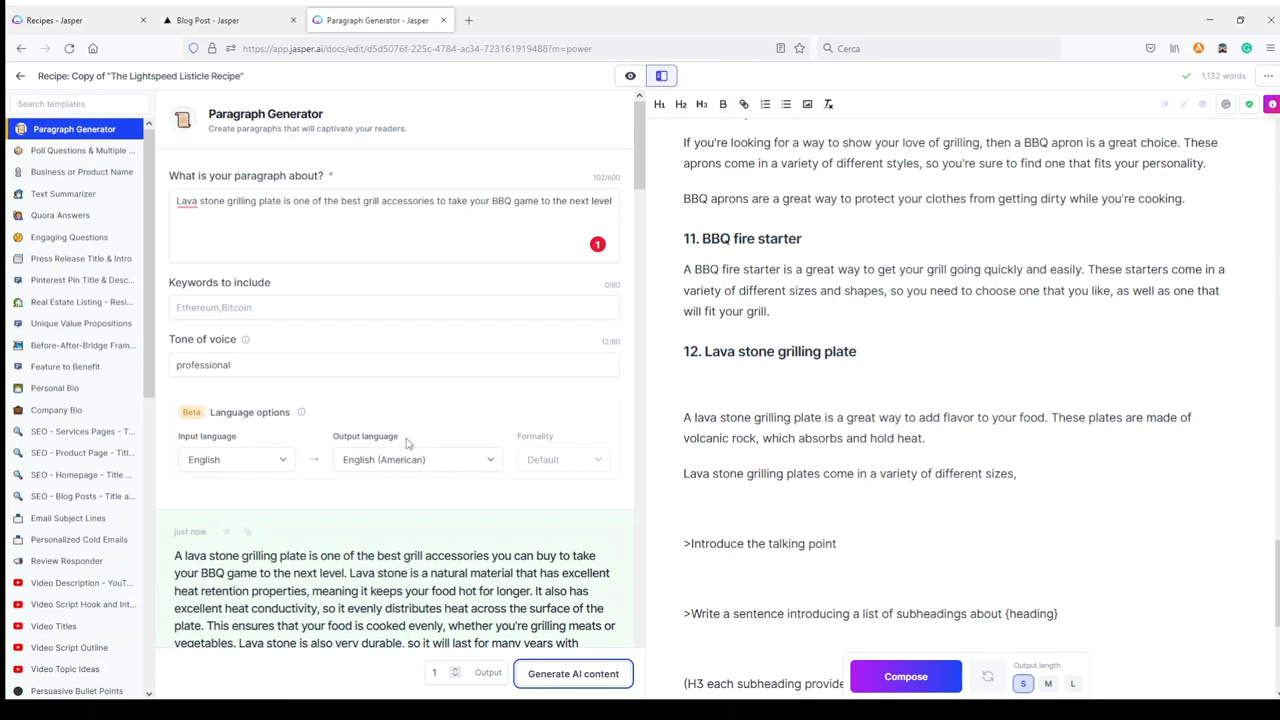 Recipes - Jasper
Blog Post - Jasper
Paragraph Generator - Jasper
https://app.jasper.ai/docs/edit/d5d5076f-225c-4784-ac34-723161919488?m=power
Cerca
Recipe: Copy of "The Lightspeed Listicle Recipe"
1,132 words
Search templates
Paragraph Generator
Poll Questions & Multiple ...
Business or Product Name
Text Summarizer
Quora Answers
Engaging Questions
Press Release Title & Intro
Pinterest Pin Title & Desc...
Real Estate Listing - Resi...
Unique Value Propositions
Before-After-Bridge Fram...
Feature to Benefit
Personal Bio
Company Bio
SEO - Services Pages - T...
SEO - Product Page - Titl...
SEO - Homepage - Title ...
SEO - Blog Posts - Title a...
Email Subject Lines
Personalized Cold Emails
Review Responder
Video Description - YouT...
Video Script Hook and Int...
Video Titles
Video Script Outline
Video Topic Ideas
Persuasive Bullet Points
Paragraph Generator
Create paragraphs that will captivate your readers.
What is your paragraph about? *
102/600
Lava stone grilling plate is one of the best grill accessories to take your BBQ game to the next level
1
Keywords to include
0/80
Ethereum,Bitcoin
Tone of voice
12/80
professional
Beta Language options
Input language
Output language
Formality
English
English (American)
Default
just now
A lava stone grilling plate is one of the best grill accessories you can buy to take
your BBQ game to the next level. Lava stone is a natural material that has excellent
heat retention properties, meaning it keeps your food hot for longer. It also has
excellent heat conductivity, so it evenly distributes heat across the surface of the
plate. This ensures that your food is cooked evenly, whether you're grilling meats or
vegetables. Lava stone is also very durable, so it will last for many years with
1
Output
Generate AI content
H1 H2 H3 B
If you're looking for a way to show your love of grilling, then a BBQ apron is a great choice. These
aprons come in a variety of different styles, so you're sure to find one that fits your personality.
BBQ aprons are a great way to protect your clothes from getting dirty while you're cooking.
11. BBQ fire starter
A BBQ fire starter is a great way to get your grill going quickly and easily. These starters come in a
variety of different sizes and shapes, so you need to choose one that you like, as well as one that
will fit your grill.
12. Lava stone grilling plate
A lava stone grilling plate is a great way to add flavor to your food. These plates are made of
volcanic rock, which absorbs and hold heat.
Lava stone grilling plates come in a variety of different sizes,
>Introduce the talking point
>Write a sentence introducing a list of subheadings about {heading}
(H3 each subheading provide
Compose
Output length
S
M
L